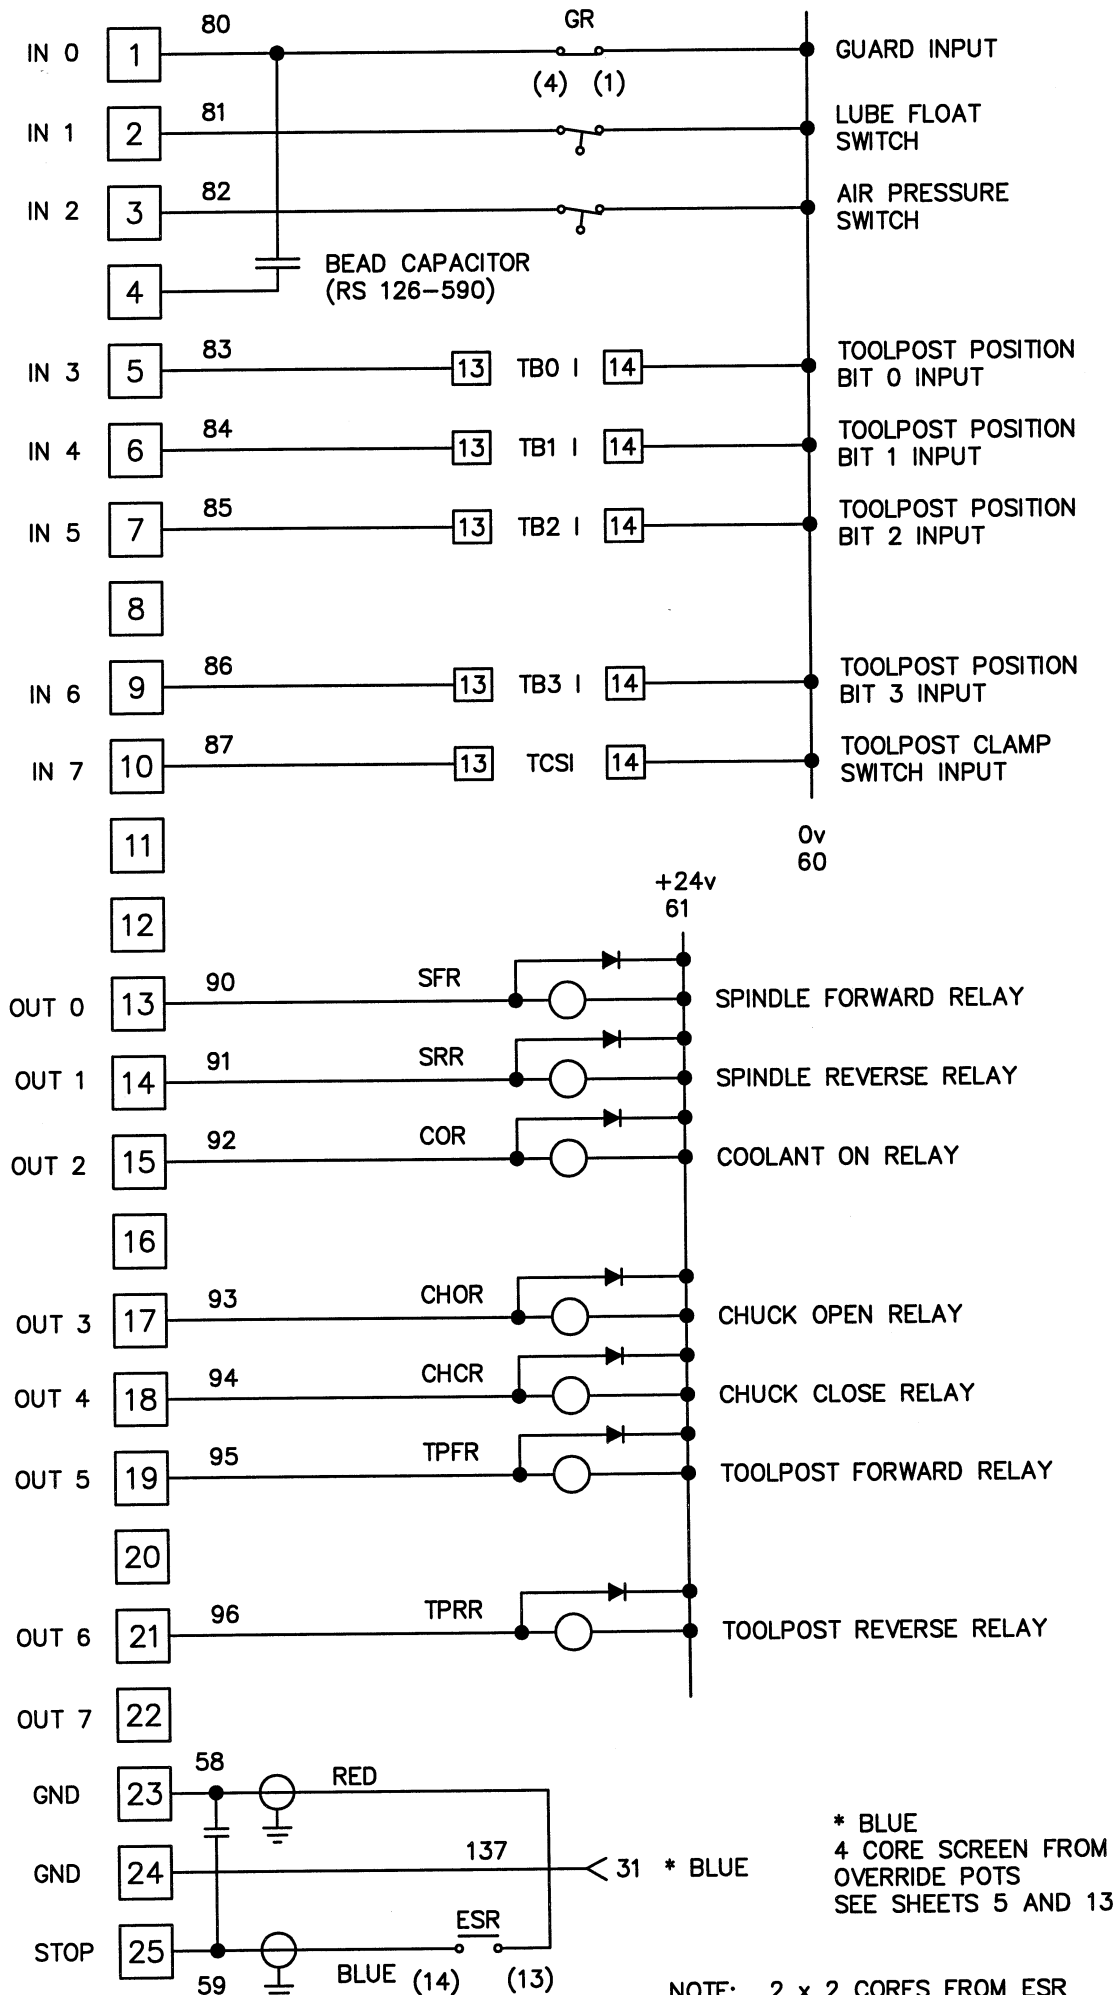 80
GR
IN 0 1 GUARD INPUT
(4) (1)
81
LUBE FLOAT
IN 1 2 SWITCH
82
AIR PRESSURE
IN 2 3 SWITCH
BEAD CAPACITOR
4 (RS 126-590)
83
TOOLPOST POSITION
IN 3 5 13 TB0 I 14 BIT 0 INPUT
84
TOOLPOST POSITION
IN 4 6 13 TB1 I 14 BIT 1 INPUT
85
TOOLPOST POSITION
IN 5 7 13 TB2 I 14 BIT 2 INPUT
8
86
TOOLPOST POSITION
IN 6 9 13 TB3 I 14 BIT 3 INPUT
87
TOOLPOST CLAMP
IN 7 10 13 TCSI 14 SWITCH INPUT
11
0v
60
+24v
61
12
90 SFR
OUT 0 13 SPINDLE FORWARD RELAY
91 SRR
OUT 1 14 SPINDLE REVERSE RELAY
92 COR
OUT 2 15 COOLANT ON RELAY
16
93 CHOR
OUT 3 17 CHUCK OPEN RELAY
94 CHCR
OUT 4 18 CHUCK CLOSE RELAY
95 TPFR
OUT 5 19 TOOLPOST FORWARD RELAY
20
96 TPRR
OUT 6 21 TOOLPOST REVERSE RELAY
OUT 7 22
58
RED
GND 23
137
GND 24 31 * BLUE
* BLUE
4 CORE SCREEN FROM
OVERRIDE POTS
SEE SHEETS 5 AND 13
ESR
STOP 25
59 BLUE (14) (13)
NOTE: 2 x 2 CORES FROM ESR